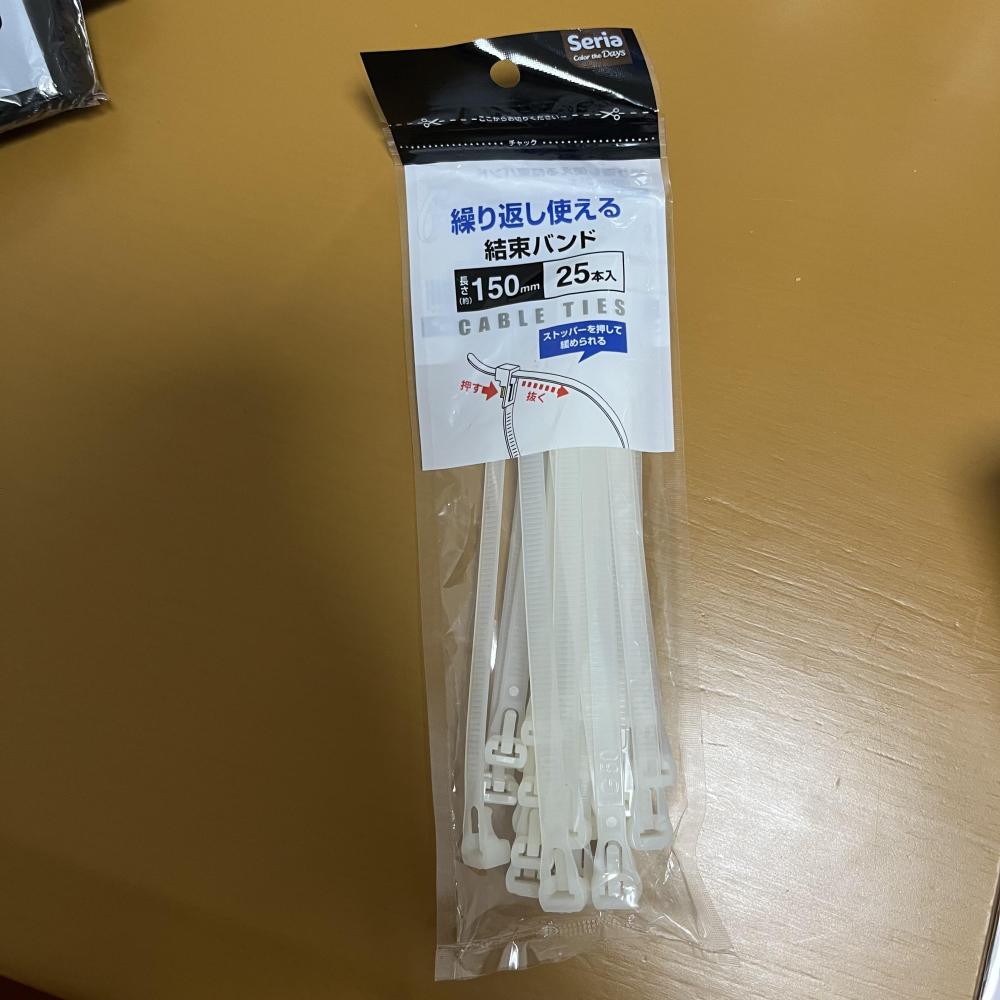 Seria
Color the Days
ここからお切りください
チャック
繰り返し使える
結束バンド
長さ(約)150mm 25本入
CABLE TIES
ストッパーを押して
緩められる
押す 抜く